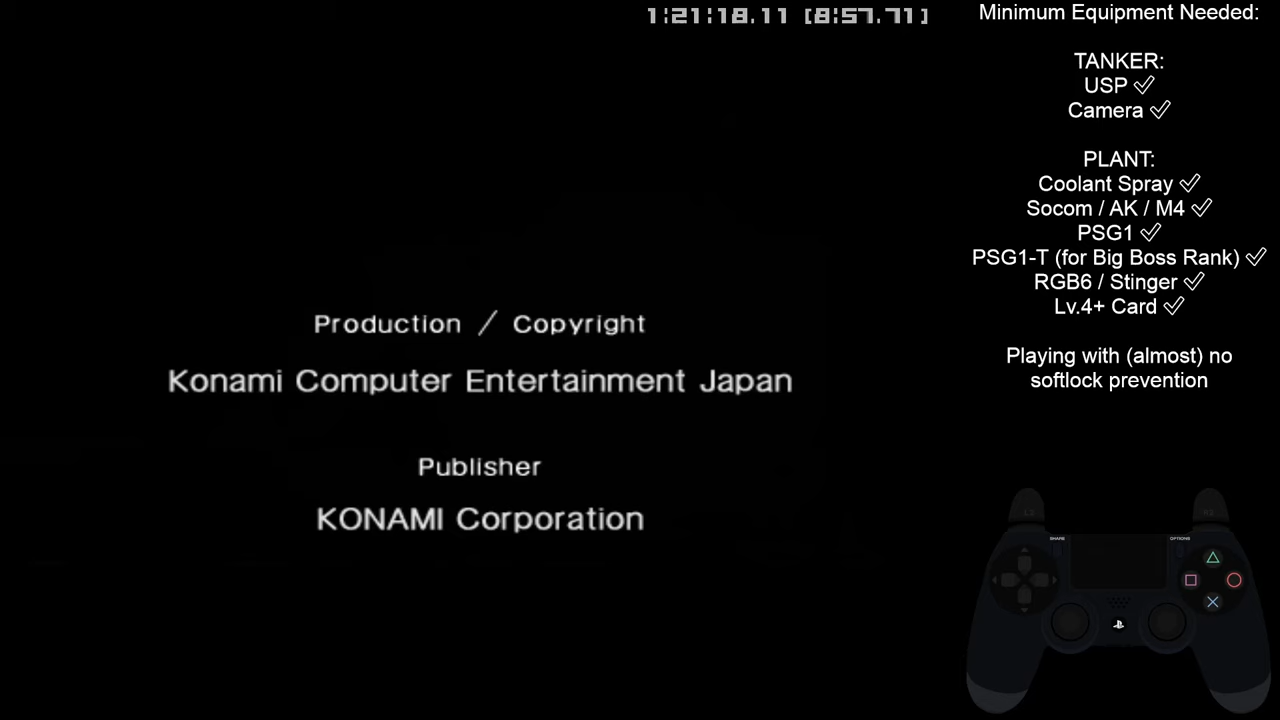 1:21:18.11 [8:57.71]
Minimum Equipment Needed:
TANKER:
USP ✓
Camera ✓
PLANT:
Coolant Spray ✓
Socom / AK / M4 ✓
PSG1 ✓
PSG1-T (for Big Boss Rank) ✓
RGB6 / Stinger ✓
Lv.4+ Card ✓
Playing with (almost) no
softlock prevention
Production / Copyright
Konami Computer Entertainment Japan
Publisher
KONAMI Corporation
SHARE
OPTIONS